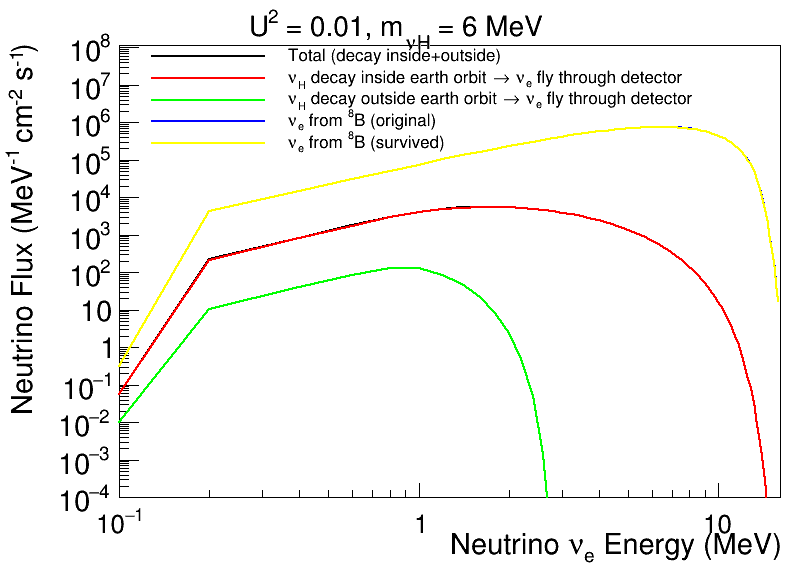 U² = 0.01, m_νH = 6 MeV
Total (decay inside+outside)
ν_H decay inside earth orbit → ν_e fly through detector
ν_H decay outside earth orbit → ν_e fly through detector
ν_e from ⁸B (original)
ν_e from ⁸B (survived)
Neutrino Flux (MeV⁻¹ cm⁻² s⁻¹)
10⁸
10⁷
10⁶
10⁵
10⁴
10³
10²
10
1
10⁻¹
10⁻²
10⁻³
10⁻⁴
10⁻¹ 1 10
Neutrino ν_e Energy (MeV)